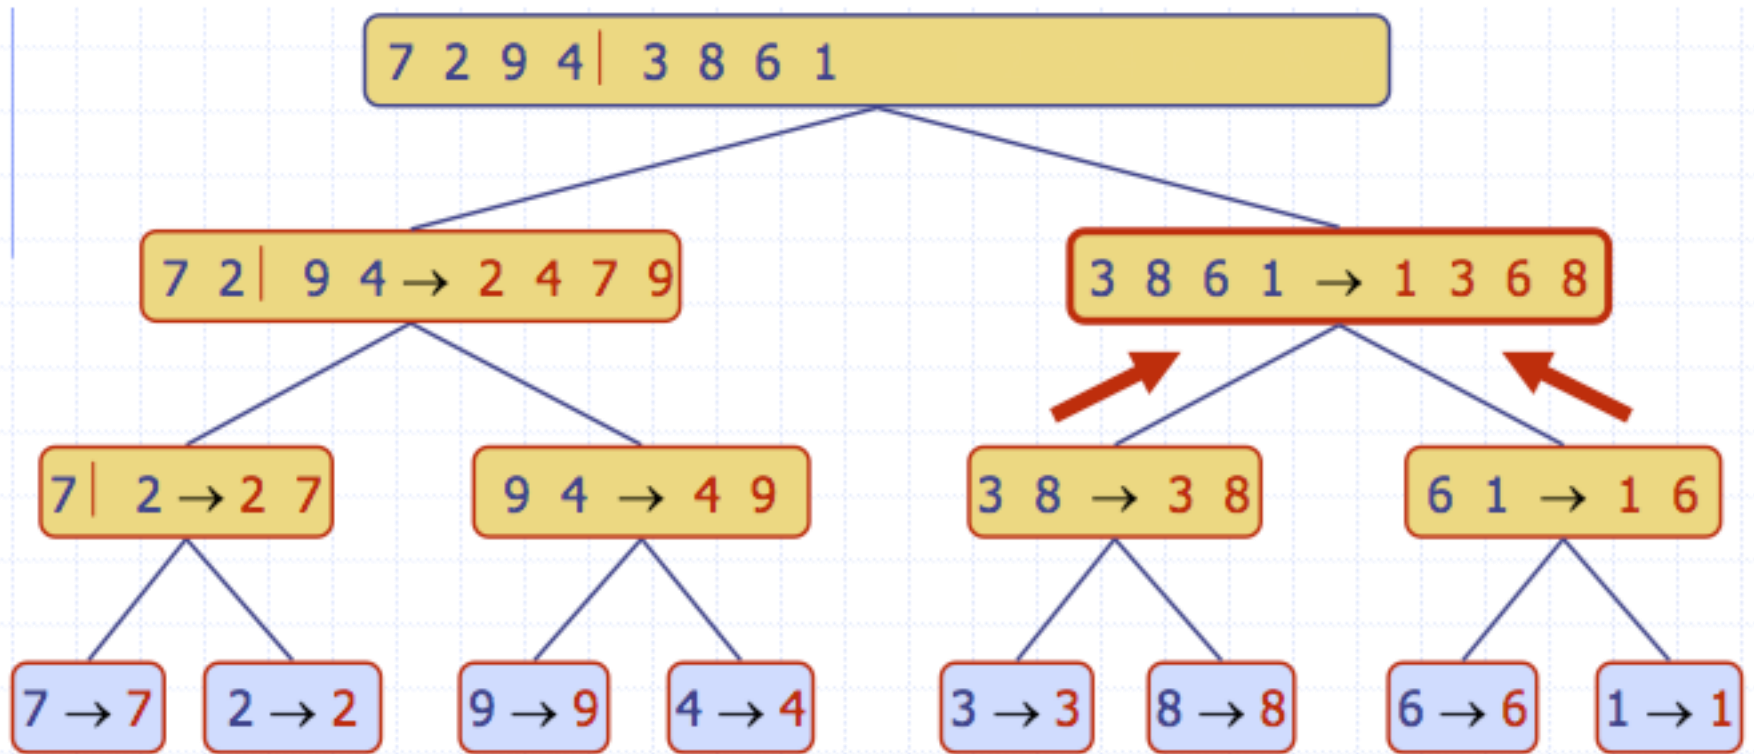 7 2 9 4| 3 8 6 1
7 2| 9 4 → 2 4 7 9
3 8 6 1 → 1 3 6 8
7| 2 → 2 7
9 4 → 4 9
3 8 → 3 8
6 1 → 1 6
7 → 7
2 → 2
9 → 9
4 → 4
3 → 3
8 → 8
6 → 6
1 → 1